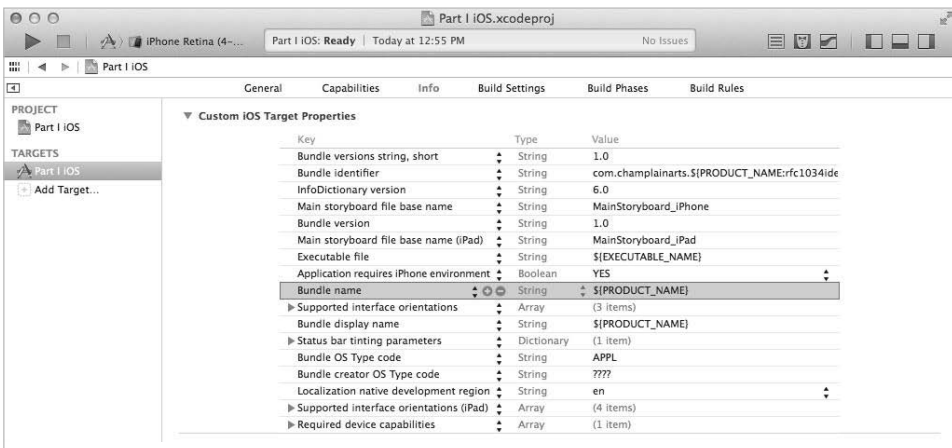 Part I iOS.xcodeproj
iPhone Retina (4-...
Part I iOS: Ready | Today at 12:55 PM
No Issues
Part I iOS
General Capabilities Info Build Settings Build Phases Build Rules
PROJECT
Part I iOS
TARGETS
Part I iOS
Add Target...
Custom iOS Target Properties
Key Type Value
Bundle versions string, short String 1.0
Bundle identifier String com.champlainarts.${PRODUCT_NAME:rfc1034ide
InfoDictionary version String 6.0
Main storyboard file base name String MainStoryboard_iPhone
Bundle version String 1.0
Main storyboard file base name (iPad) String MainStoryboard_iPad
Executable file String ${EXECUTABLE_NAME}
Application requires iPhone environment Boolean YES
Bundle name String ${PRODUCT_NAME}
Supported interface orientations Array (3 items)
Bundle display name String ${PRODUCT_NAME}
Status bar tinting parameters Dictionary (1 item)
Bundle OS Type code String APPL
Bundle creator OS Type code String ????
Localization native development region String en
Supported interface orientations (iPad) Array (4 items)
Required device capabilities Array (1 item)